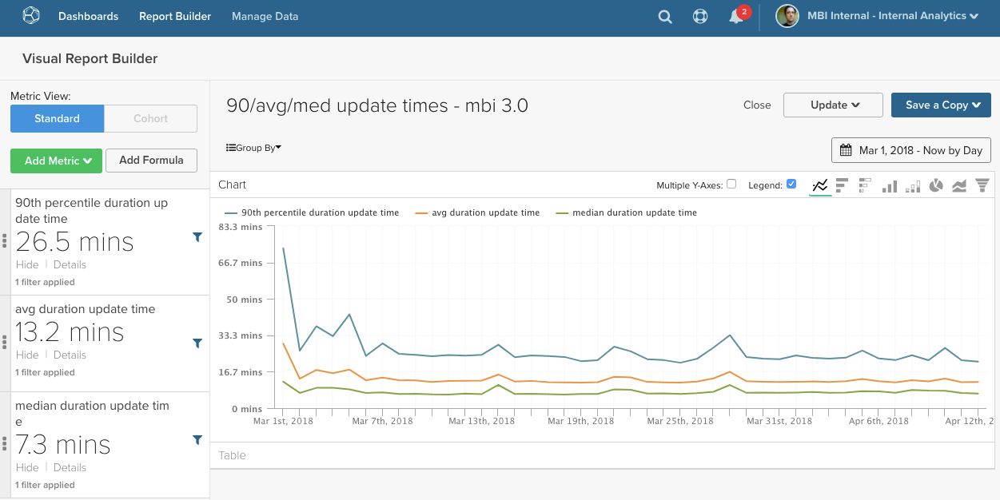 Dashboards Report Builder Manage Data 2 MBI Internal - Internal Analytics
Visual Report Builder
Metric View:
Standard Cohort
Add Metric Add Formula
90th percentile duration up
date time
26.5 mins
Hide | Details
1 filter applied
avg duration update time
13.2 mins
Hide | Details
1 filter applied
median duration update tim
e
7.3 mins
Hide | Details
1 filter applied
90/avg/med update times - mbi 3.0
Close Update Save a Copy
Group By
Mar 1, 2018 - Now by Day
Chart Multiple Y-Axes: Legend:
90th percentile duration update time avg duration update time median duration update time
83.3 mins
66.7 mins
50 mins
33.3 mins
16.7 mins
0 mins
Mar 1st, 2018 Mar 7th, 2018 Mar 13th, 2018 Mar 19th, 2018 Mar 25th, 2018 Mar 31st, 2018 Apr 6th, 2018 Apr 12th, 2
Table